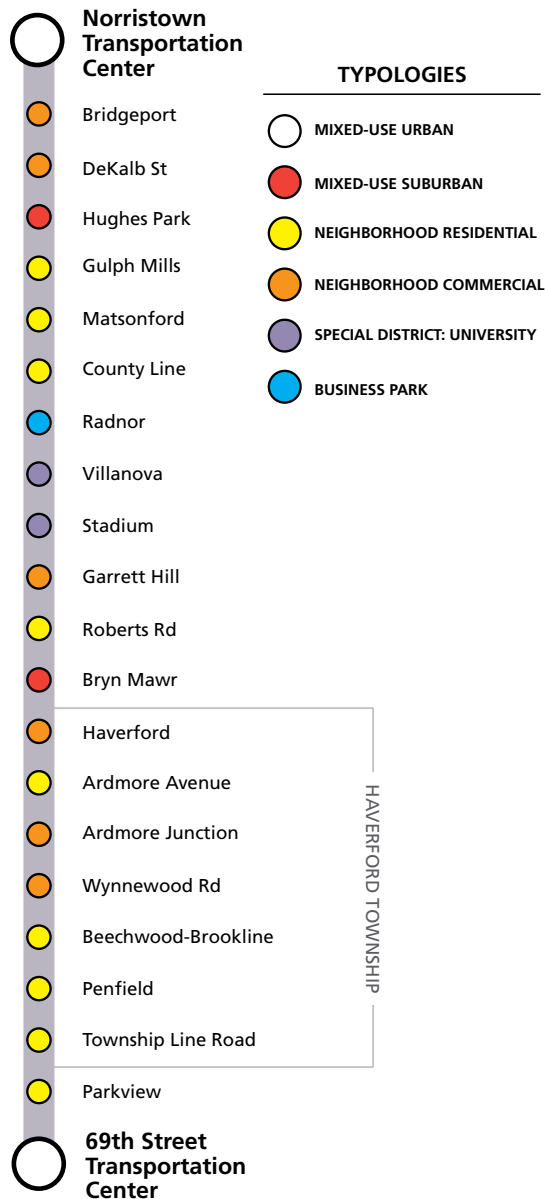 Norristown
Transportation
Center
TYPOLOGIES
MIXED-USE URBAN
MIXED-USE SUBURBAN
NEIGHBORHOOD RESIDENTIAL
NEIGHBORHOOD COMMERCIAL
SPECIAL DISTRICT: UNIVERSITY
BUSINESS PARK
Bridgeport
DeKalb St
Hughes Park
Gulph Mills
Matsonford
County Line
Radnor
Villanova
Stadium
Garrett Hill
Roberts Rd
Bryn Mawr
Haverford
Ardmore Avenue
Ardmore Junction
Wynnewood Rd
Beechwood-Brookline
Penfield
Township Line Road
HAVERFORD TOWNSHIP
Parkview
69th Street
Transportation
Center